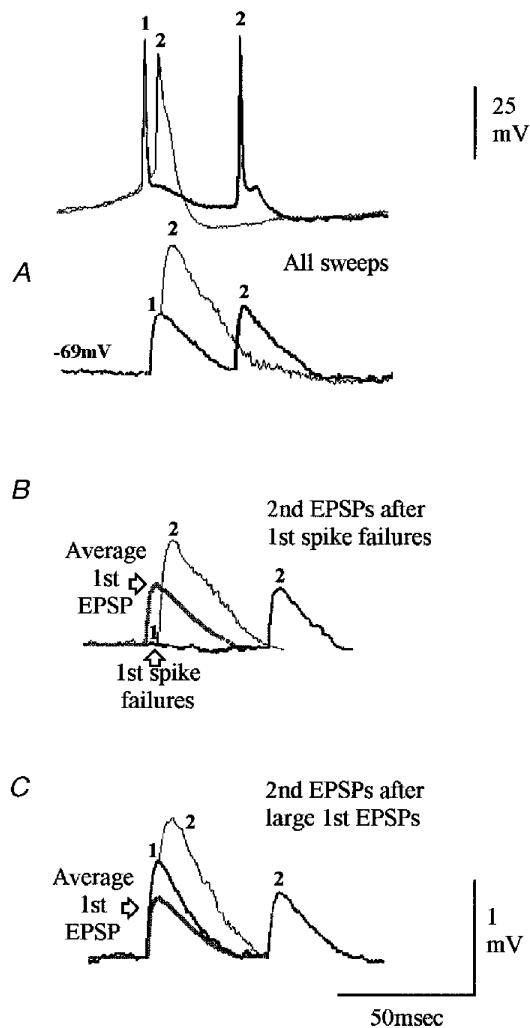 1
2
2
25
mV
All sweeps
A
2
1
2
-69mV
B
2nd EPSPs after
1st spike failures
2
Average
1st
EPSP
2
1
1st spike
failures
C
2nd EPSPs after
large 1st EPSPs
2
1
2
Average
1st
EPSP
1
mV
50msec